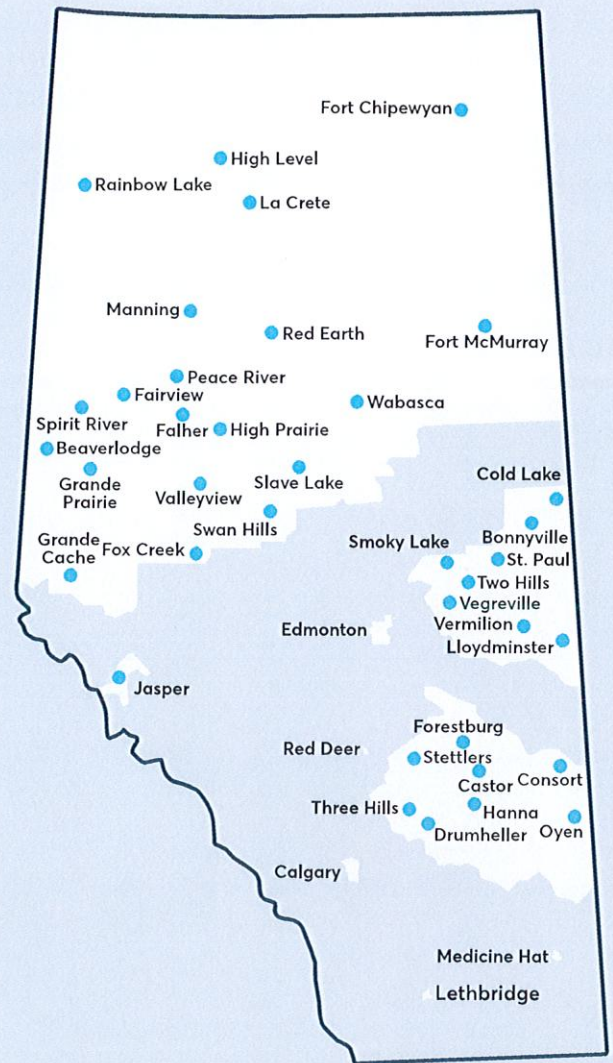 Fort Chipewyan
High Level
Rainbow Lake
La Crete
Manning
Red Earth
Fort McMurray
Peace River
Fairview
Wabasca
Spirit River
Falher
High Prairie
Beaverlodge
Grande
Prairie
Valleyview
Slave Lake
Cold Lake
Swan Hills
Bonnyville
Grande
Cache
Fox Creek
Smoky Lake
St. Paul
Two Hills
Vegreville
Edmonton
Vermilion
Lloydminster
Jasper
Forestburg
Red Deer
Stettlers
Castor
Consort
Three Hills
Hanna
Drumheller
Oyen
Calgary
Medicine Hat
Lethbridge